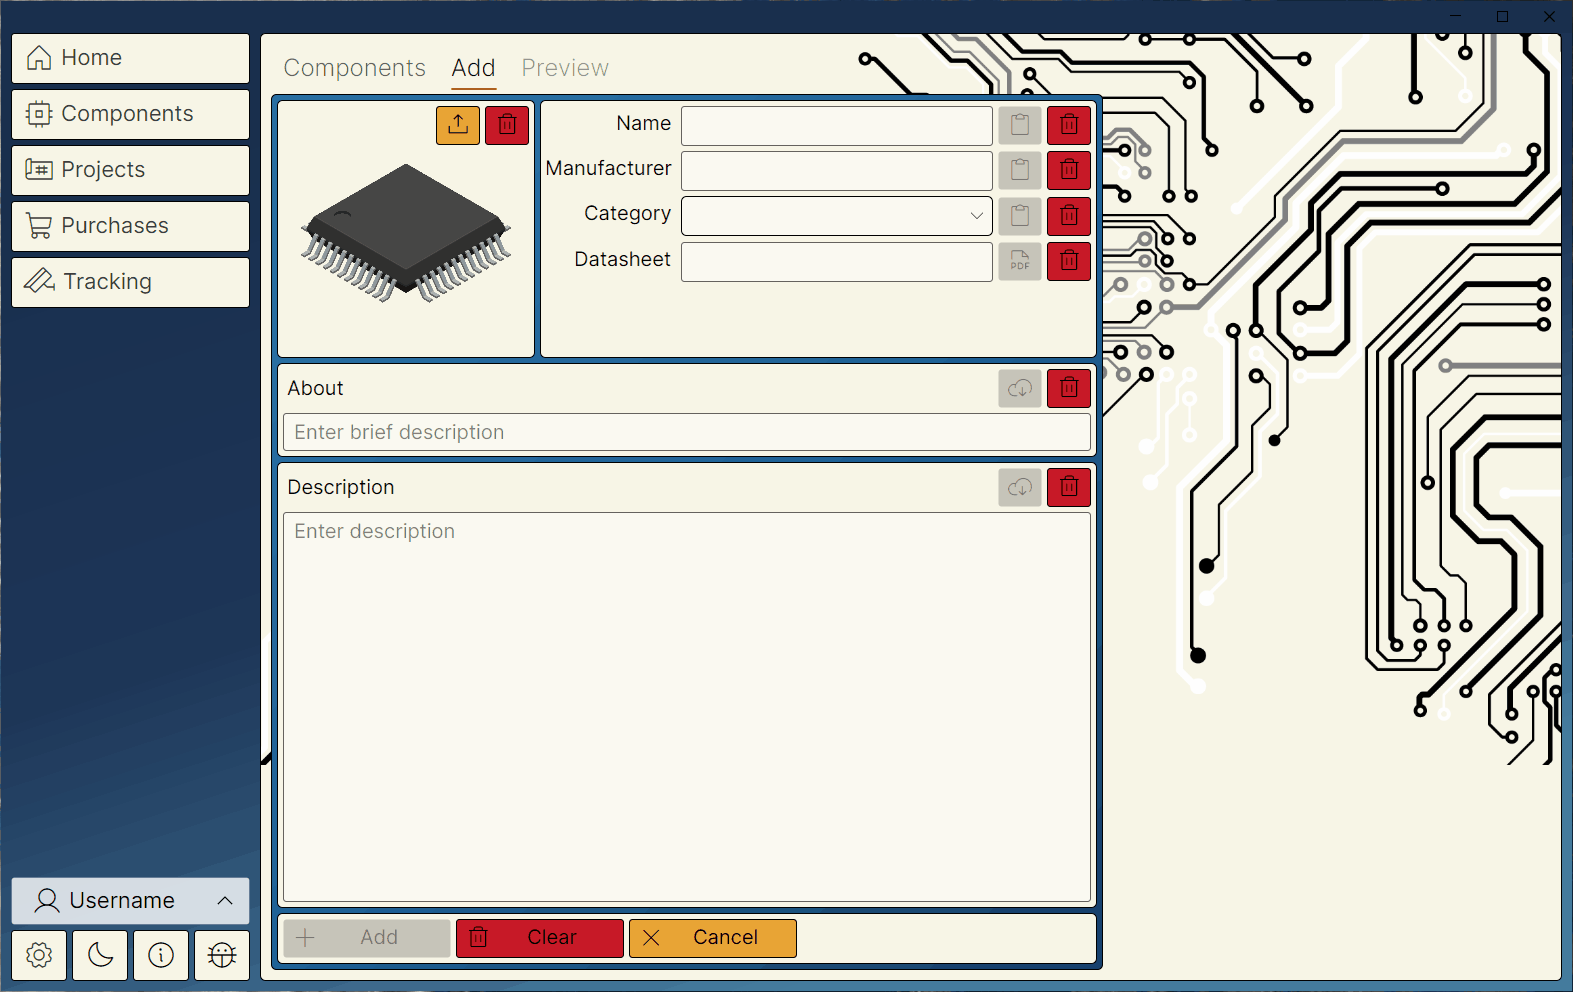 Home
Components
Projects
Purchases
Tracking
Username
Components Add Preview
Name
Manufacturer
Category
Datasheet
PDF
About
Enter brief description
Description
Enter description
Add
Clear
Cancel